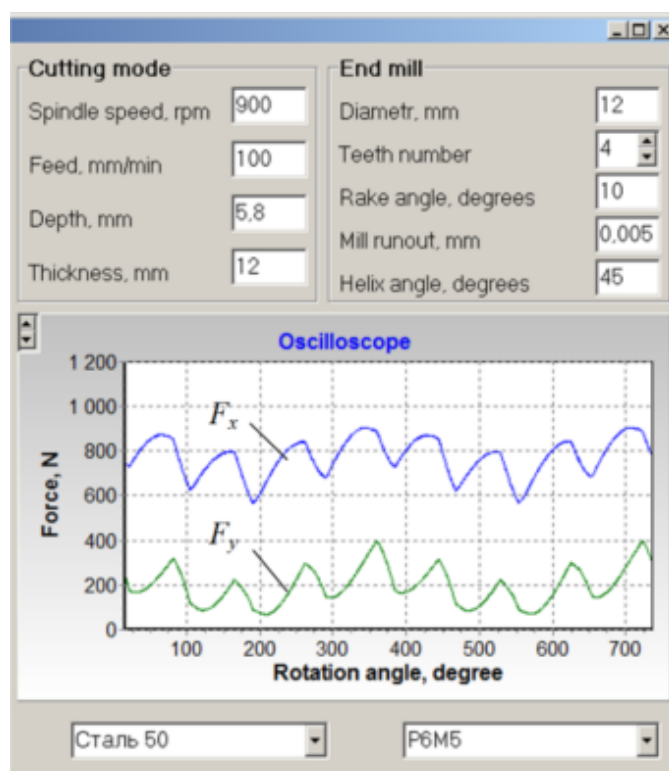 Cutting mode
Spindle speed, rpm 900
Feed, mm/min 100
Depth, mm 5,8
Thickness, mm 12
End mill
Diametr, mm 12
Teeth number 4
Rake angle, degrees 10
Mill runout, mm 0,005
Helix angle, degrees 45
Oscilloscope
Force, N
1 200
1 000
800
600
400
200
0
Fx
Fy
100 200 300 400 500 600 700
Rotation angle, degree
Сталь 50
Р6М5